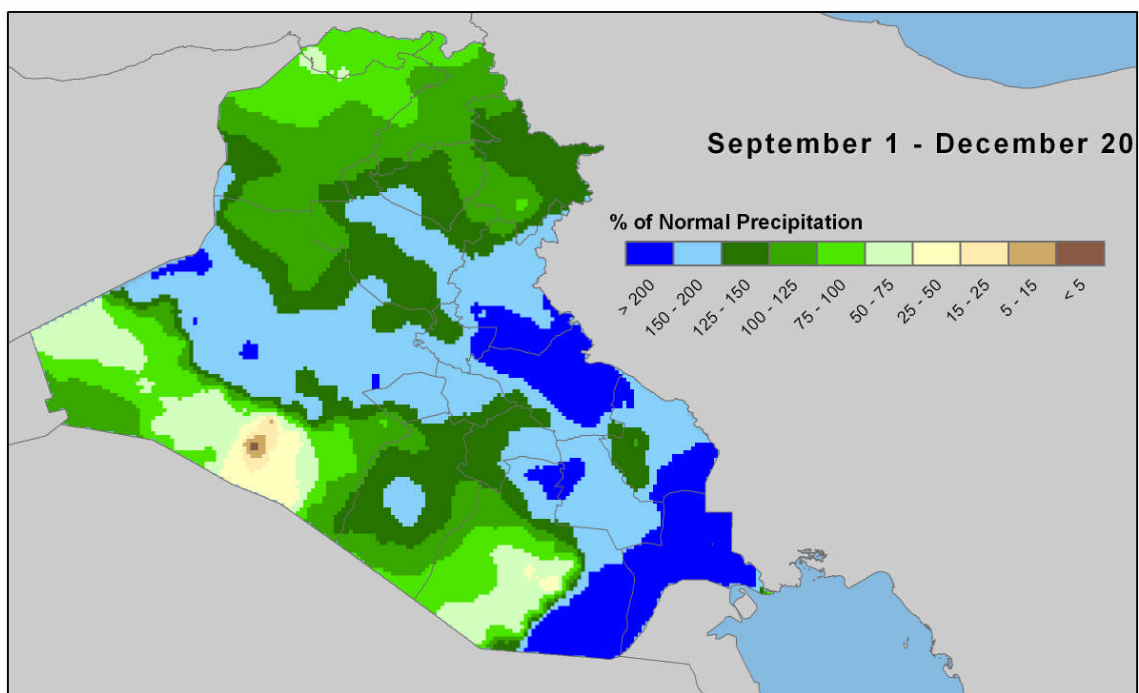 September 1 - December 20
% of Normal Precipitation
> 200
150 - 200
125 - 150
100 - 125
75 - 100
50 - 75
25 - 50
15 - 25
5 - 15
< 5